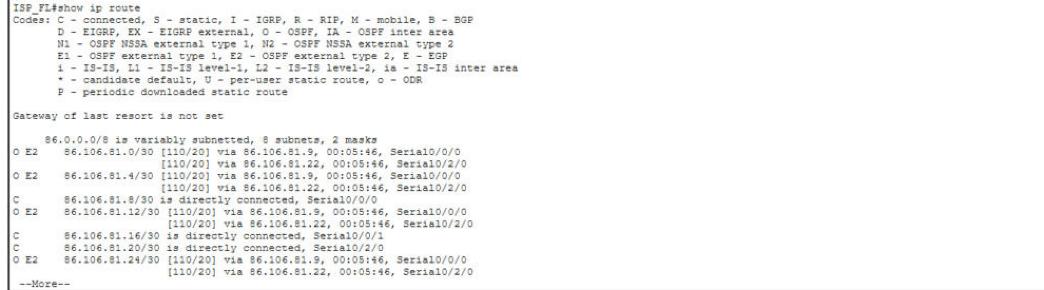 ISP_FL#show ip route
Codes: C - connected, S - static, I - IGRP, R - RIP, M - mobile, B - BGP
       D - EIGRP, EX - EIGRP external, O - OSPF, IA - OSPF inter area
       N1 - OSPF NSSA external type 1, N2 - OSPF NSSA external type 2
       E1 - OSPF external type 1, E2 - OSPF external type 2, E - EGP
       i - IS-IS, L1 - IS-IS level-1, L2 - IS-IS level-2, ia - IS-IS inter area
       * - candidate default, U - per-user static route, o - ODR
       P - periodic downloaded static route
Gateway of last resort is not set
     86.0.0.0/8 is variably subnetted, 8 subnets, 2 masks
O E2    86.106.81.0/30 [110/20] via 86.106.81.9, 00:05:46, Serial0/0/0
                       [110/20] via 86.106.81.22, 00:05:46, Serial0/2/0
O E2    86.106.81.4/30 [110/20] via 86.106.81.9, 00:05:46, Serial0/0/0
                       [110/20] via 86.106.81.22, 00:05:46, Serial0/2/0
C       86.106.81.8/30 is directly connected, Serial0/0/0
O E2    86.106.81.12/30 [110/20] via 86.106.81.9, 00:05:46, Serial0/0/0
                        [110/20] via 86.106.81.22, 00:05:46, Serial0/2/0
C       86.106.81.16/30 is directly connected, Serial0/0/1
C       86.106.81.20/30 is directly connected, Serial0/2/0
O E2    86.106.81.24/30 [110/20] via 86.106.81.9, 00:05:46, Serial0/0/0
                        [110/20] via 86.106.81.22, 00:05:46, Serial0/2/0
 --More--